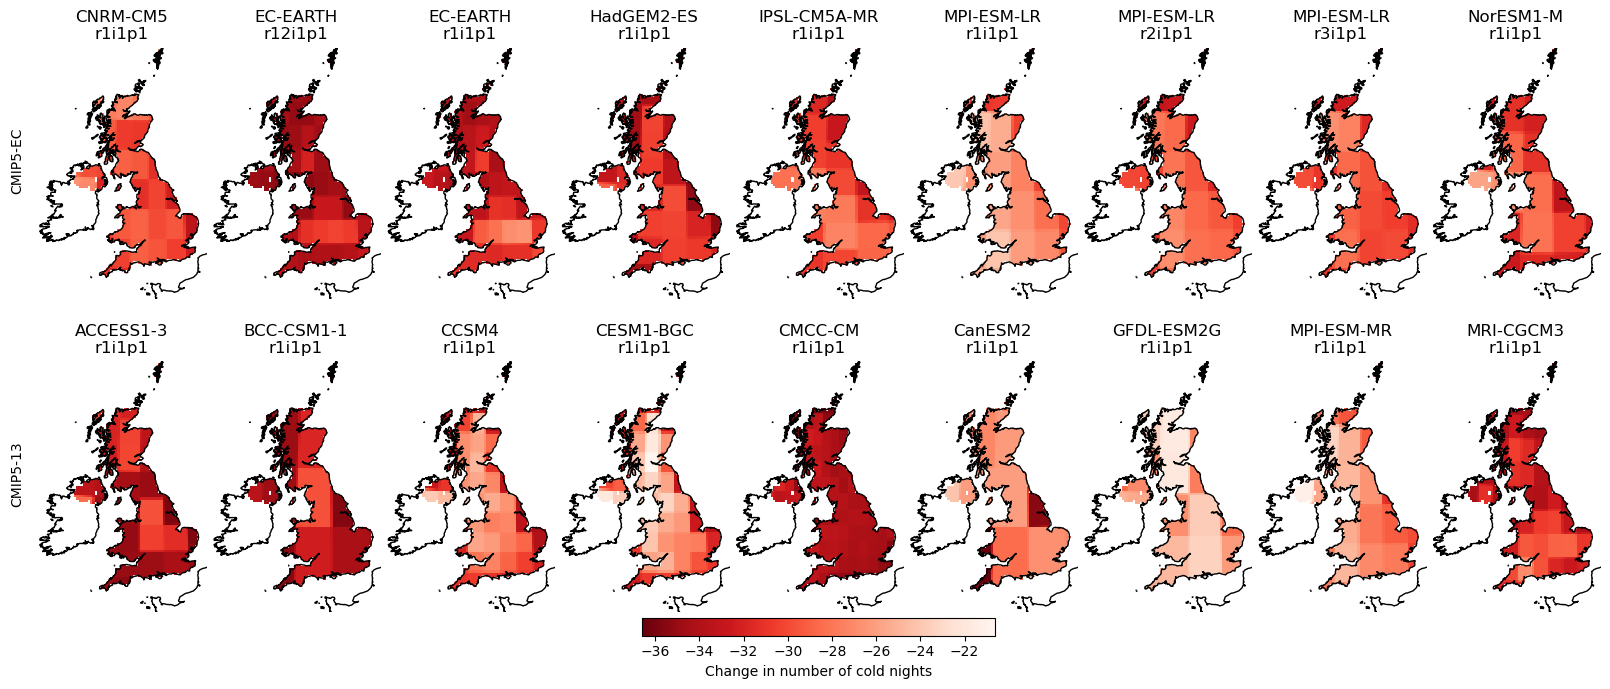 CNRM-CM5
r1i1p1
EC-EARTH
r12i1p1
EC-EARTH
r1i1p1
HadGEM2-ES
r1i1p1
IPSL-CM5A-MR
r1i1p1
MPI-ESM-LR
r1i1p1
MPI-ESM-LR
r2i1p1
MPI-ESM-LR
r3i1p1
NorESM1-M
r1i1p1
CMIP5-EC
ACCESS1-3
r1i1p1
BCC-CSM1-1
r1i1p1
CCSM4
r1i1p1
CESM1-BGC
r1i1p1
CMCC-CM
r1i1p1
CanESM2
r1i1p1
GFDL-ESM2G
r1i1p1
MPI-ESM-MR
r1i1p1
MRI-CGCM3
r1i1p1
CMIP5-13
−36 −34 −32 −30 −28 −26 −24 −22
Change in number of cold nights